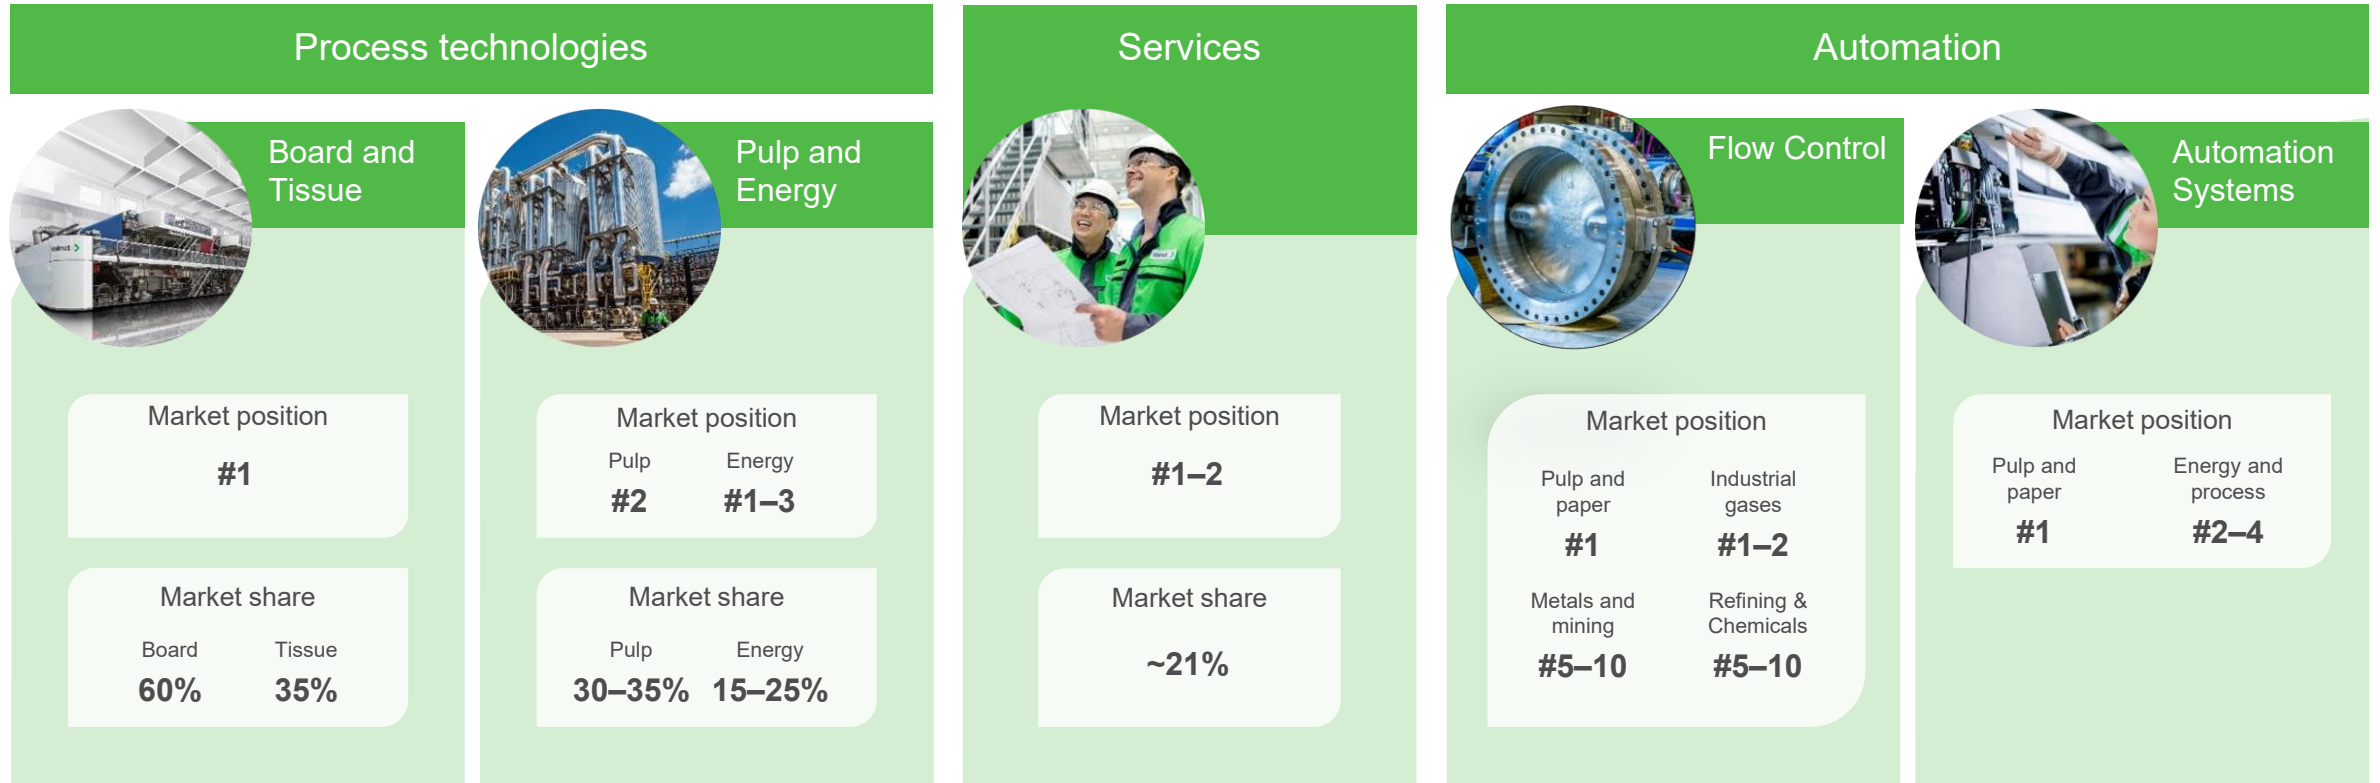 Process technologies
Board and
Tissue
Market position
#1
Market share
Board Tissue
60% 35%
Pulp and
Energy
Market position
Pulp Energy
#2 #1–3
Market share
Pulp Energy
30–35% 15–25%
Services
Market position
#1–2
Market share
~21%
Automation
Flow Control
Market position
Pulp and Industrial
paper gases
#1 #1–2
Metals and Refining &
mining Chemicals
#5–10 #5–10
Automation
Systems
Market position
Pulp and Energy and
paper process
#1 #2–4